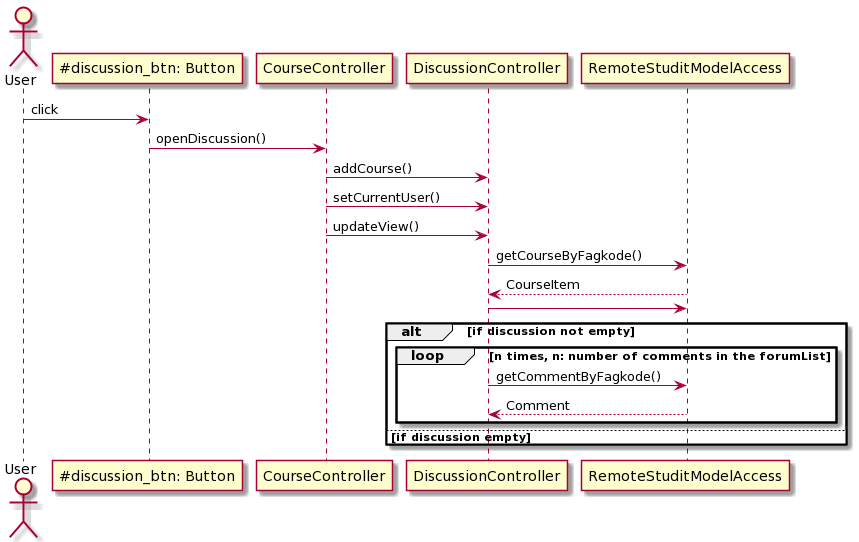 User
#discussion_btn: Button
CourseController
DiscussionController
RemoteStuditModelAccess
click
openDiscussion()
addCourse()
setCurrentUser()
updateView()
getCourseByFagkode()
CourseItem
alt [if discussion not empty]
loop [n times, n: number of comments in the forumList]
getCommentByFagkode()
Comment
[if discussion empty]
User
#discussion_btn: Button
CourseController
DiscussionController
RemoteStuditModelAccess